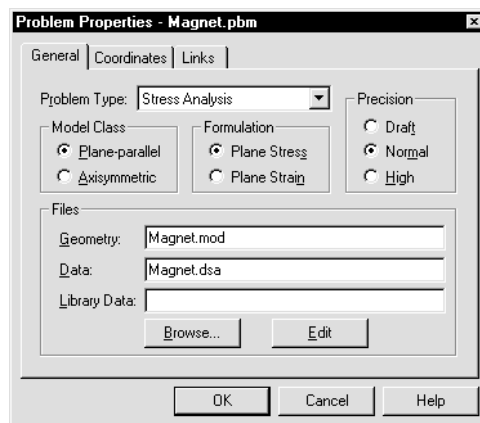 Problem Properties - Magnet.pbm
General Coordinates Links
Problem Type: Stress Analysis
Model Class Formulation Precision
Plane-parallel Plane Stress Draft
Axisymmetric Plane Strain Normal
High
Files
Geometry: Magnet.mod
Data: Magnet.dsa
Library Data:
Browse... Edit
OK Cancel Help